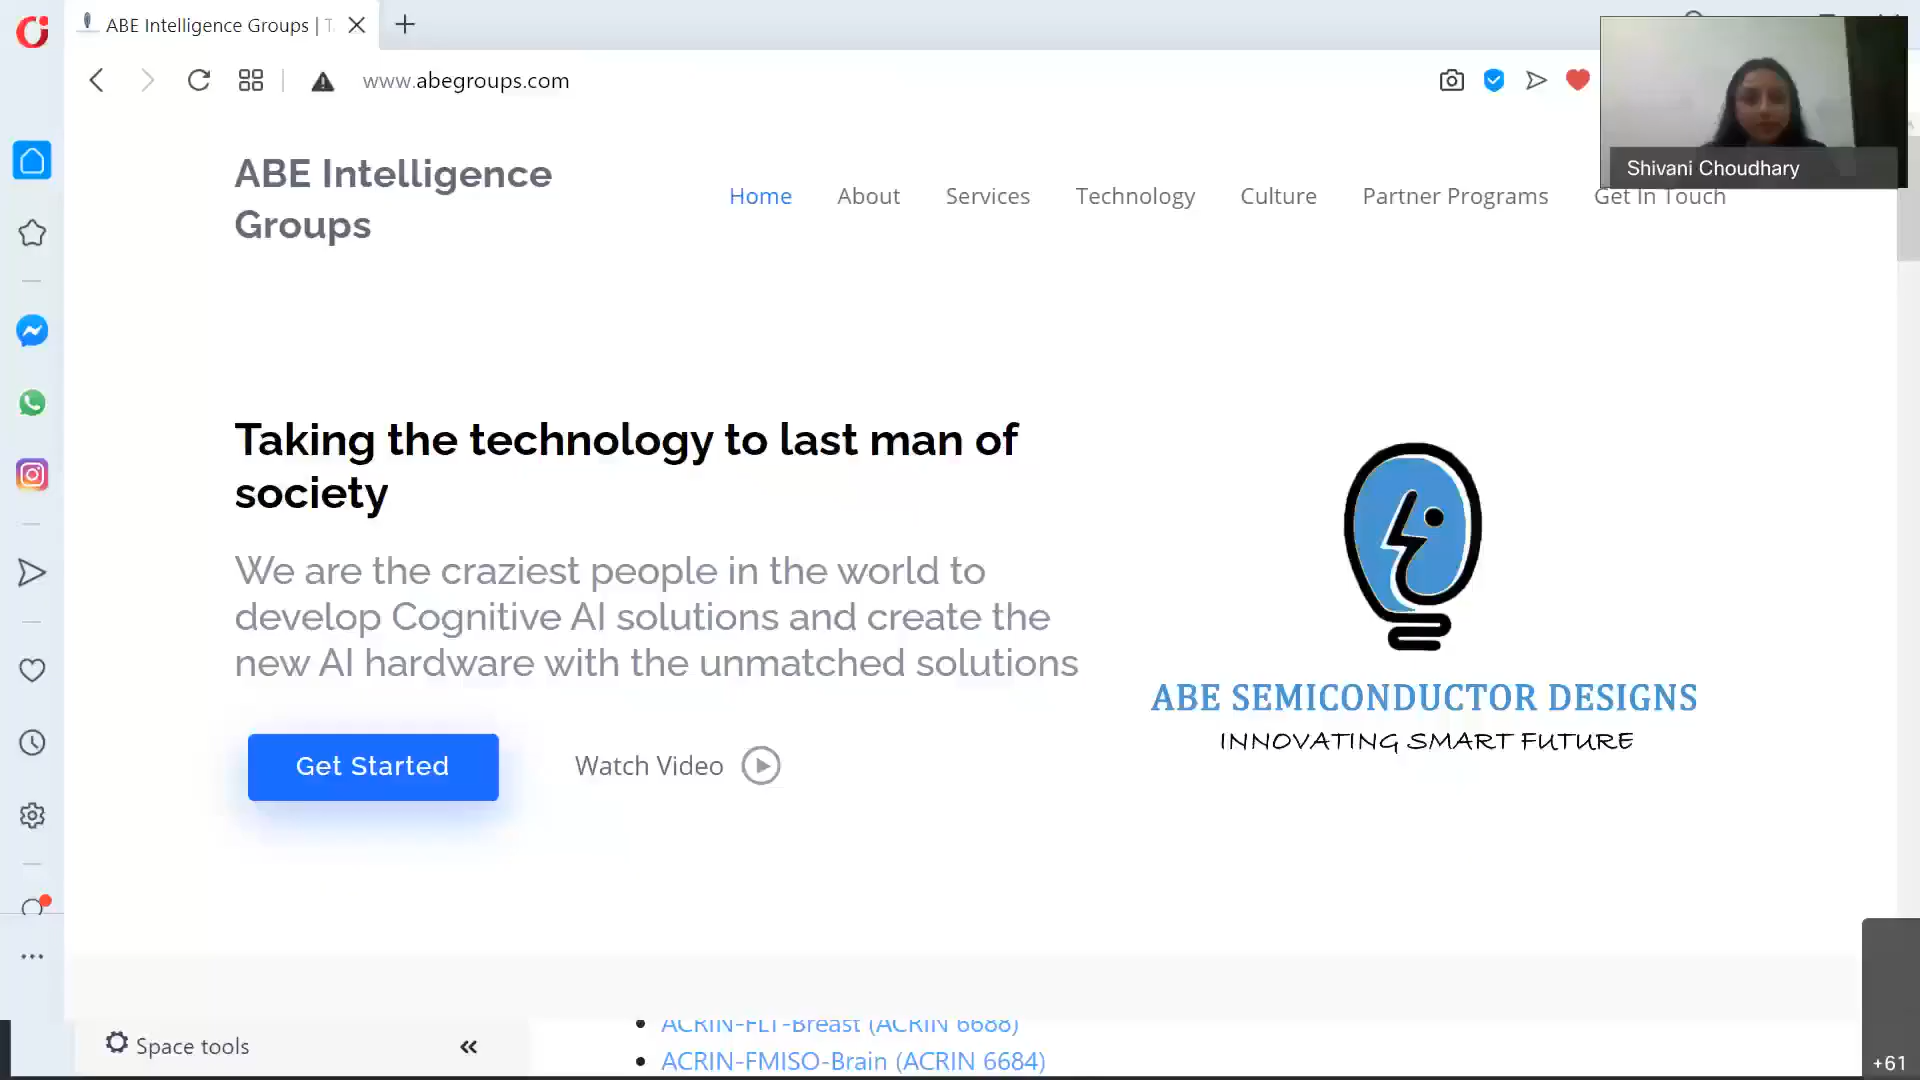 ABE Intelligence Groups | T
www.abegroups.com
Shivani Choudhary
ABE Intelligence
Groups
Home About Services Technology Culture Partner Programs Get In Touch
Taking the technology to last man of
society
We are the craziest people in the world to
develop Cognitive AI solutions and create the
new AI hardware with the unmatched solutions
Get Started Watch Video
ABE SEMICONDUCTOR DESIGNS
INNOVATING SMART FUTURE
Space tools
ACRIN-FLT-Breast (ACRIN 6688)
ACRIN-FMISO-Brain (ACRIN 6684)
+61